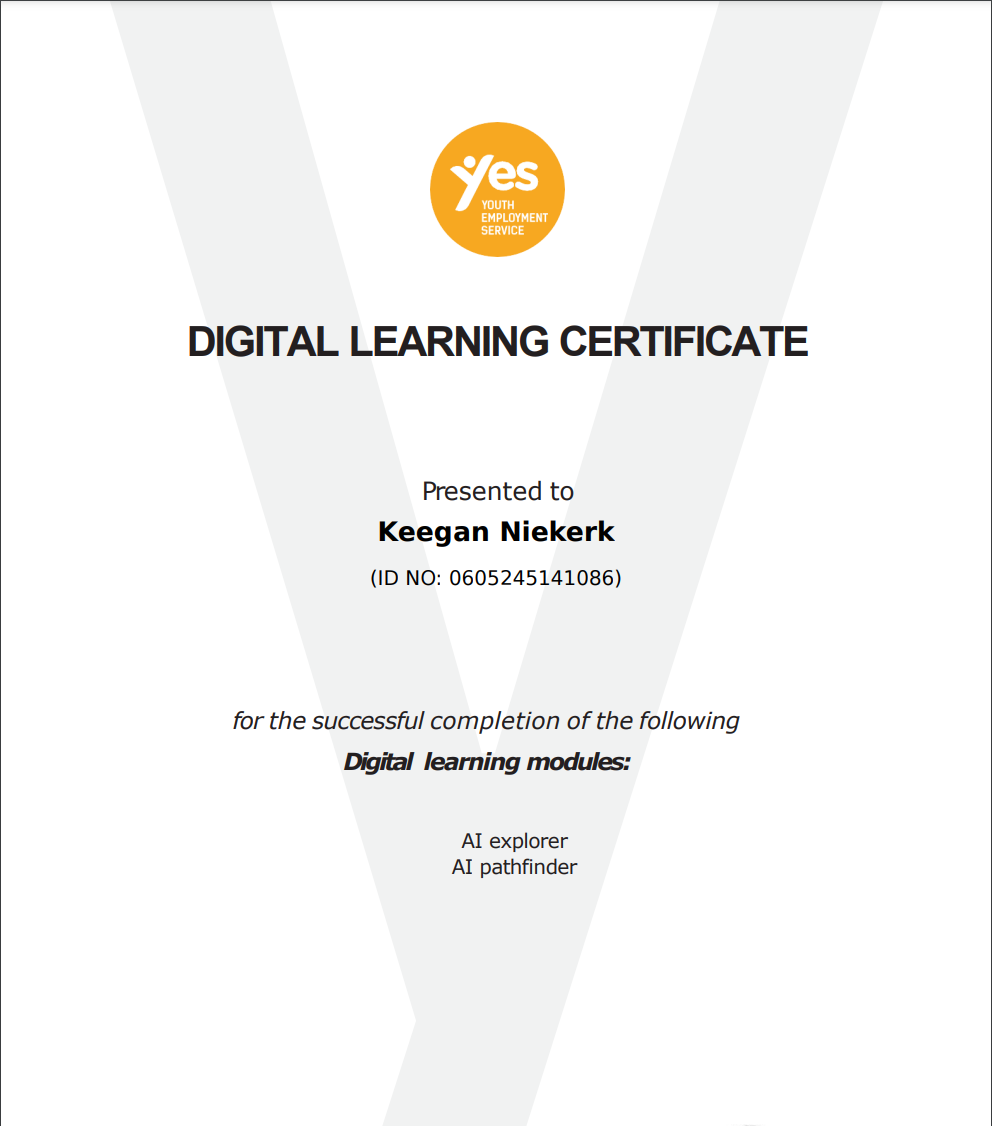 yes
YOUTH
EMPLOYMENT
SERVICE
DIGITAL LEARNING CERTIFICATE
Presented to
Keegan Niekerk
(ID NO: 0605245141086)
for the successful completion of the following
Digital learning modules:
AI explorer
AI pathfinder